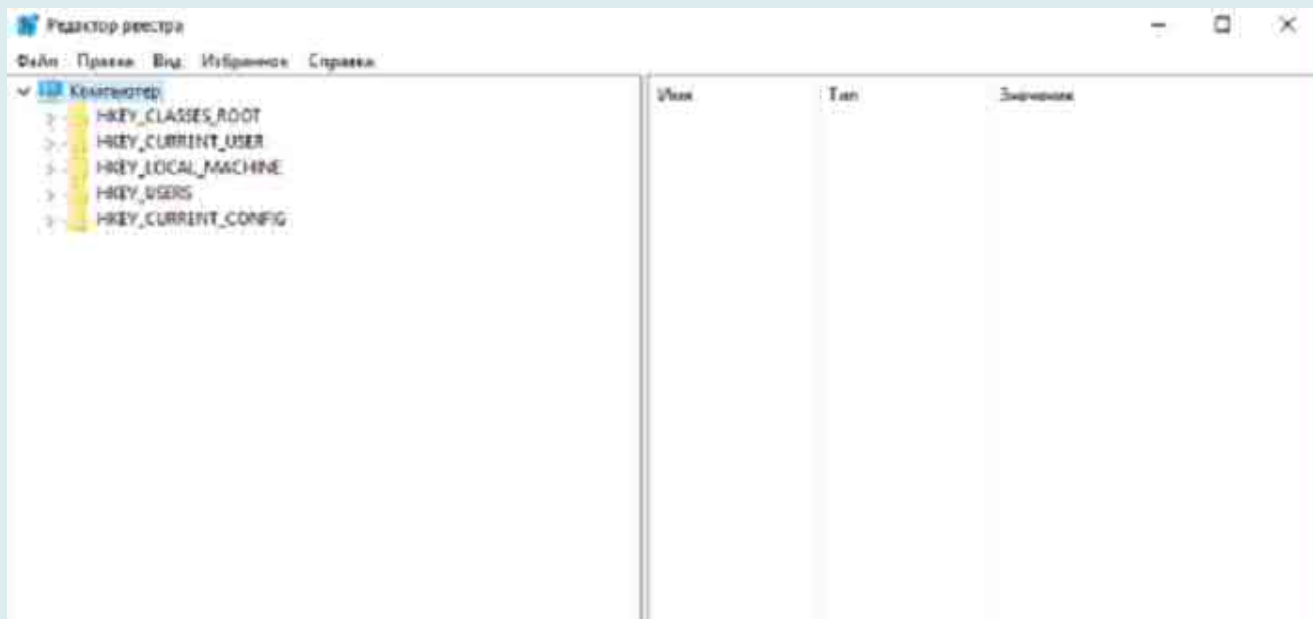 Редактор реестра
Файл Правка Вид Избранное Справка
Компьютер
HKEY_CLASSES_ROOT
HKEY_CURRENT_USER
HKEY_LOCAL_MACHINE
HKEY_USERS
HKEY_CURRENT_CONFIG
Имя Тип Значение